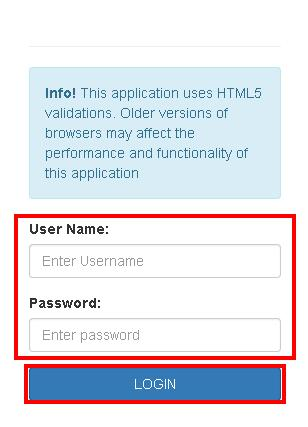 Info! This application uses HTML5
validations. Older versions of
browsers may affect the
performance and functionality of
this application
User Name:
Enter Username
Password:
Enter password
LOGIN